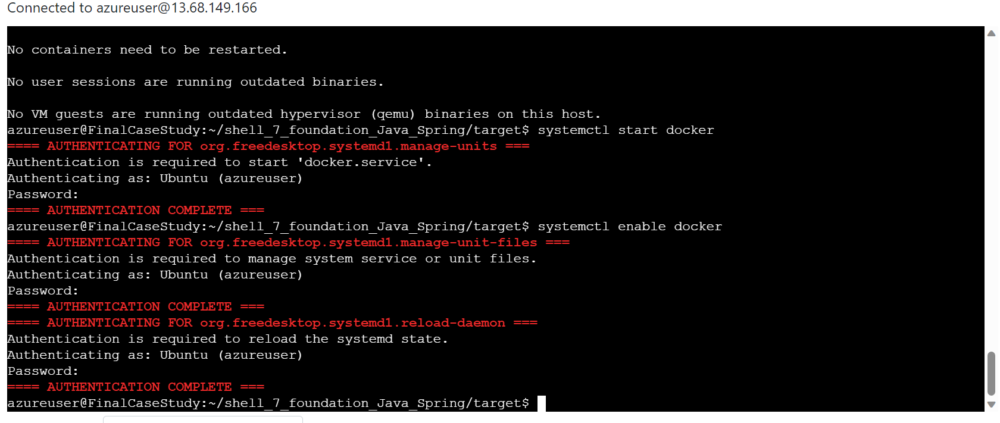 Connected to azureuser@13.68.149.166
No containers need to be restarted.
No user sessions are running outdated binaries.
No VM guests are running outdated hypervisor (qemu) binaries on this host.
azureuser@FinalCaseStudy:~/shell_7_foundation_Java_Spring/target$ systemctl start docker
==== AUTHENTICATING FOR org.freedesktop.systemd1.manage-units ===
Authentication is required to start 'docker.service'.
Authenticating as: Ubuntu (azureuser)
Password:
==== AUTHENTICATION COMPLETE ===
azureuser@FinalCaseStudy:~/shell_7_foundation_Java_Spring/target$ systemctl enable docker
==== AUTHENTICATING FOR org.freedesktop.systemd1.manage-unit-files ===
Authentication is required to manage system service or unit files.
Authenticating as: Ubuntu (azureuser)
Password:
==== AUTHENTICATION COMPLETE ===
==== AUTHENTICATING FOR org.freedesktop.systemd1.reload-daemon ===
Authentication is required to reload the systemd state.
Authenticating as: Ubuntu (azureuser)
Password:
==== AUTHENTICATION COMPLETE ===
azureuser@FinalCaseStudy:~/shell_7_foundation_Java_Spring/target$